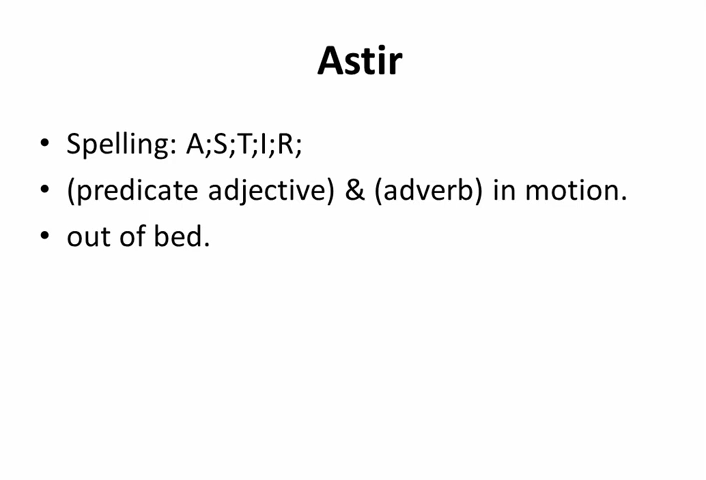 Astir
• Spelling: A;S;T;I;R;
• (predicate adjective) & (adverb) in motion.
• out of bed.